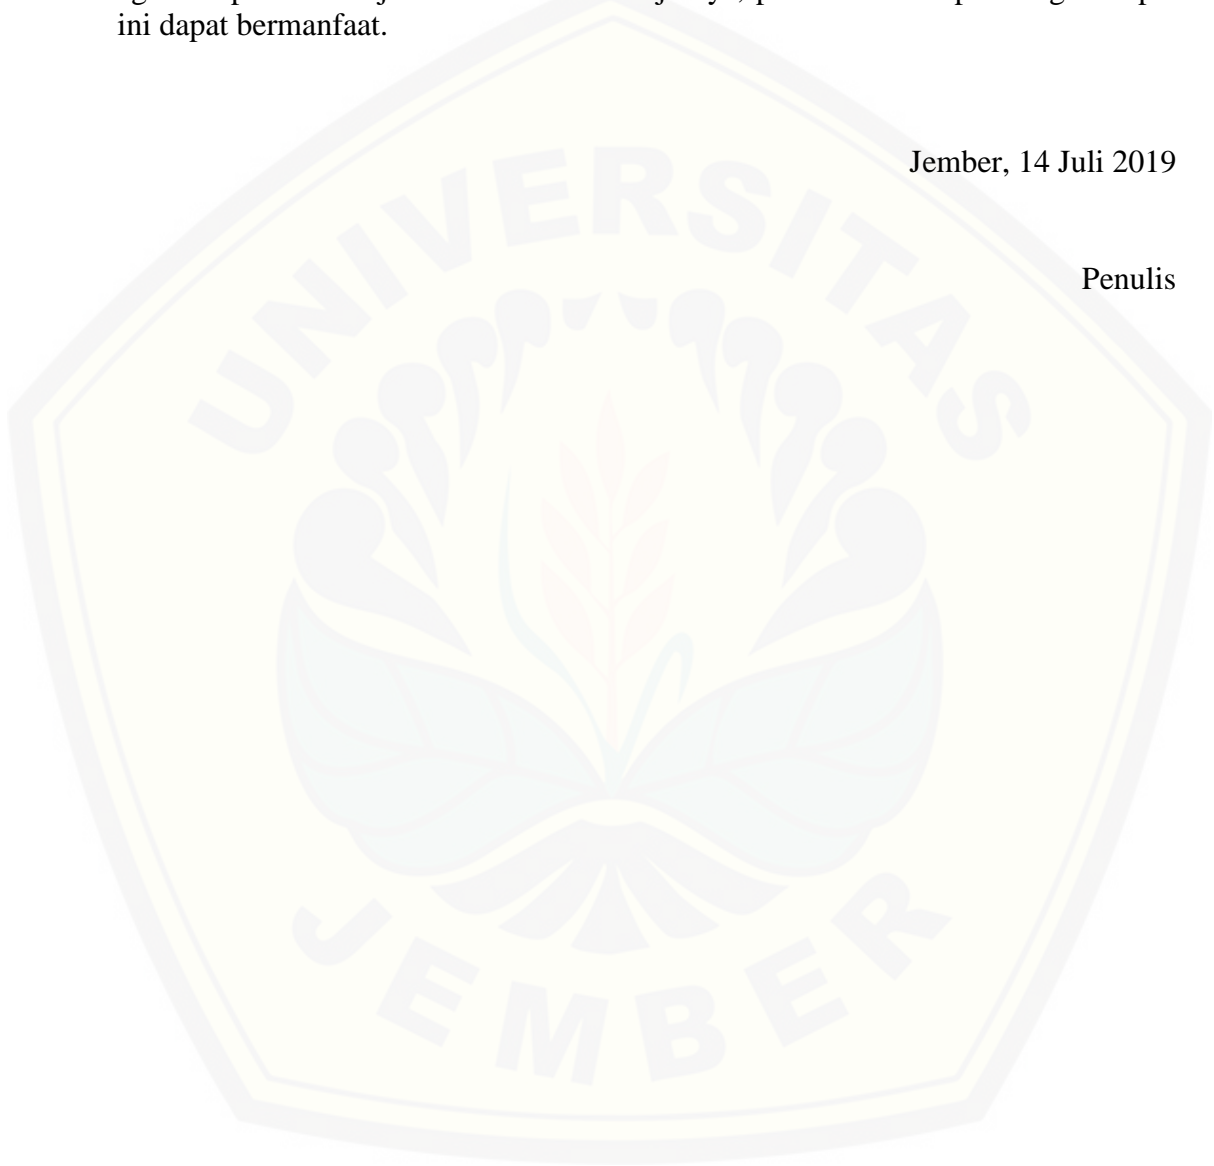 ini dapat bermanfaat.
Jember, 14 Juli 2019
Penulis
UNIVERSITAS
JEMBER